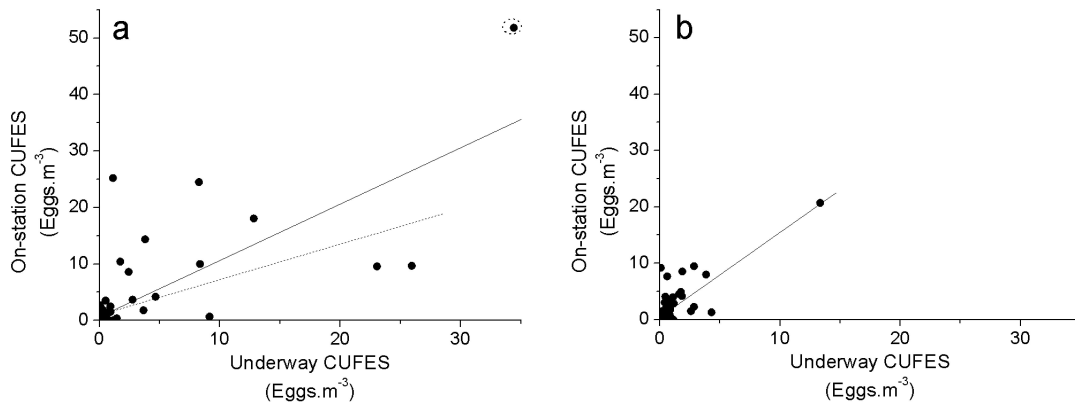 a
50
40
30
20
10
0
On-station CUFES
(Eggs.m⁻³)
0 10 20 30
Underway CUFES
(Eggs.m⁻³)
b
50
40
30
20
10
0
On-station CUFES
(Eggs.m⁻³)
0 10 20 30
Underway CUFES
(Eggs.m⁻³)